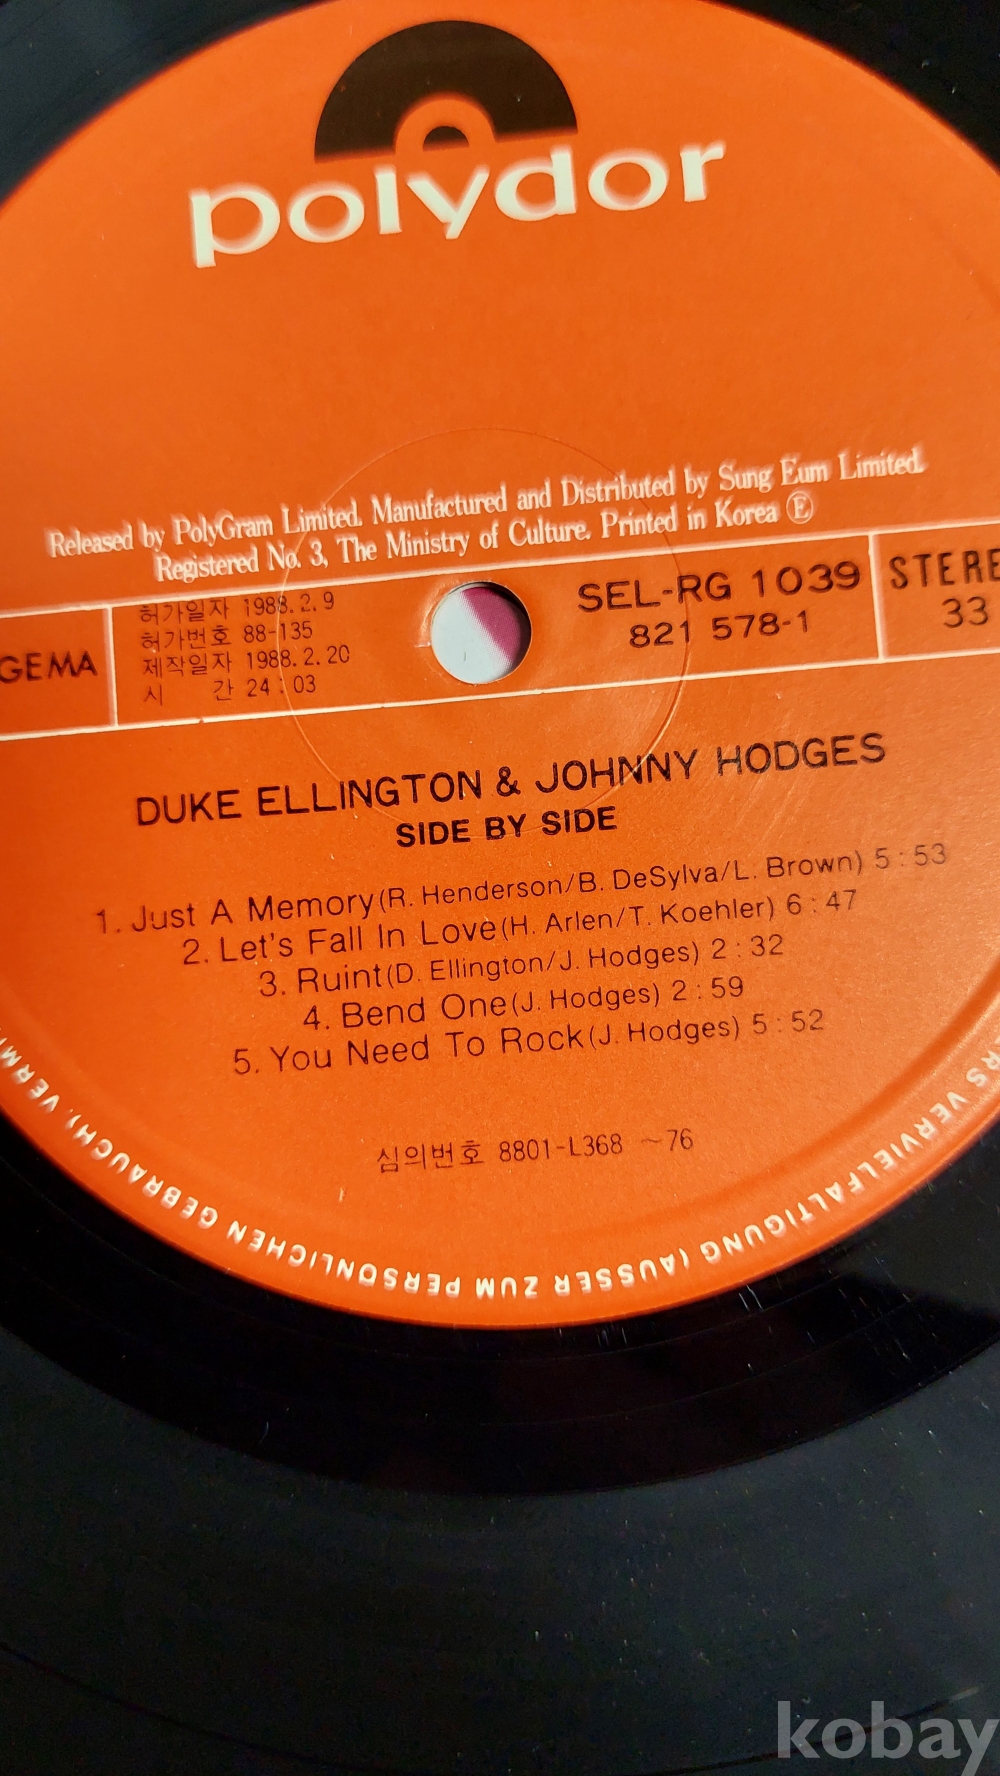 polydor
Released by PolyGram Limited. Manufactured and Distributed by Sung Eum Limited.
Registered No. 3, The Ministry of Culture. Printed in Korea Ⓔ
GEMA
허가일자 1988. 2. 9
허가번호 88-135
제작일자 1988. 2. 20
시 간 24 : 03
SEL-RG 1039
821 578-1
STERE
33
DUKE ELLINGTON & JOHNNY HODGES
SIDE BY SIDE
1. Just A Memory(R. Henderson/B. DeSylva/L. Brown) 5 : 53
2. Let's Fall In Love(H. Arlen/T. Koehler) 6 : 47
3. Ruint(D. Ellington/J. Hodges) 2 : 32
4. Bend One(J. Hodges) 2 : 59
5. You Need To Rock(J. Hodges) 5 : 52
심의번호 8801-L368 ~76
ERS VERVIELFÄLTIGUNG (AUSSER ZUM PERSÖNLICHEN GEBRAUCH), VERM
kobay